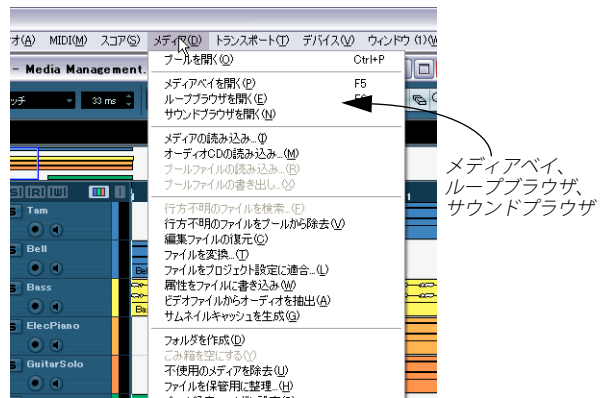 オ(A) MIDI(M) スコア(S) メディア(D) トランスポート(T) デバイス(V) ウィンドウ (1)(W
- Media Management.
プールを開く(O) Ctrl+P
メディアベイを開く(P) F5
ループブラウザを開く(E)
サウンドブラウザを開く(N)
メディアの読み込み...(I)
オーディオCDの読み込み...(M)
プールファイルの読み込み...(R)
プールファイルの書き出し...(X)
行方不明のファイルを検索...(F)
行方不明のファイルをプールから除去(V)
編集ファイルの復元(C)
ファイルを変換...(T)
ファイルをプロジェクト設定に適合...(L)
属性をファイルに書き込み(W)
ビデオファイルからオーディオを抽出(A)
サムネイルキャッシュを生成(G)
フォルダを作成(D)
ごみ箱を空にする(Y)
不使用のメディアを除去(U)
ファイルを保管用に整理...(H)
ッチ 33 ms
S R W
Tam
Bell
Bass
ElecPiano
GuitarSolo
メディアベイ、
ループブラウザ、
サウンドブラウザ